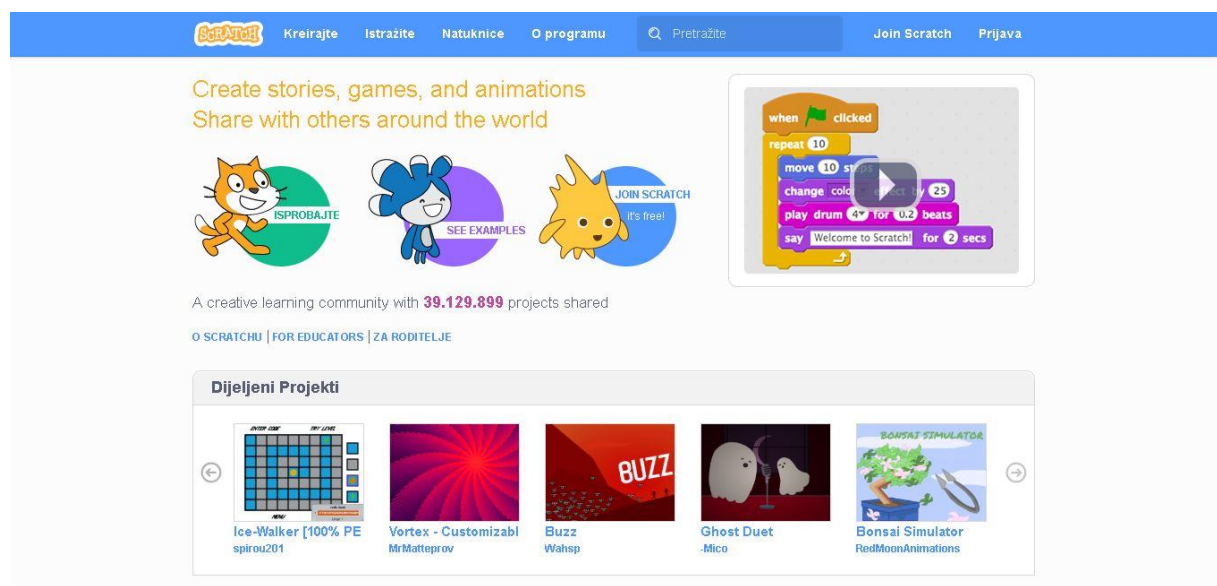 SCRATCH Kreirajte Istražite Natuknice O programu Pretražite Join Scratch Prijava
Create stories, games, and animations
Share with others around the world
ISPROBAJTE
SEE EXAMPLES
JOIN SCRATCH
it's free!
when clicked
repeat 10
move 10 steps
change color effect by 25
play drum 4 for 0.2 beats
say Welcome to Scratch! for 2 secs
A creative learning community with 39.129.899 projects shared
O SCRATCHU | FOR EDUCATORS | ZA RODITELJE
Dijeljeni Projekti
ENTER CODE TRY LEVEL
MENU
BUZZ
BONSAI SIMULATOR
Ice-Walker [100% PE
spirou201
Vortex - Customizabl
MrMatteprov
Buzz
Wahsp
Ghost Duet
-Mico
Bonsai Simulator
RedMoonAnimations